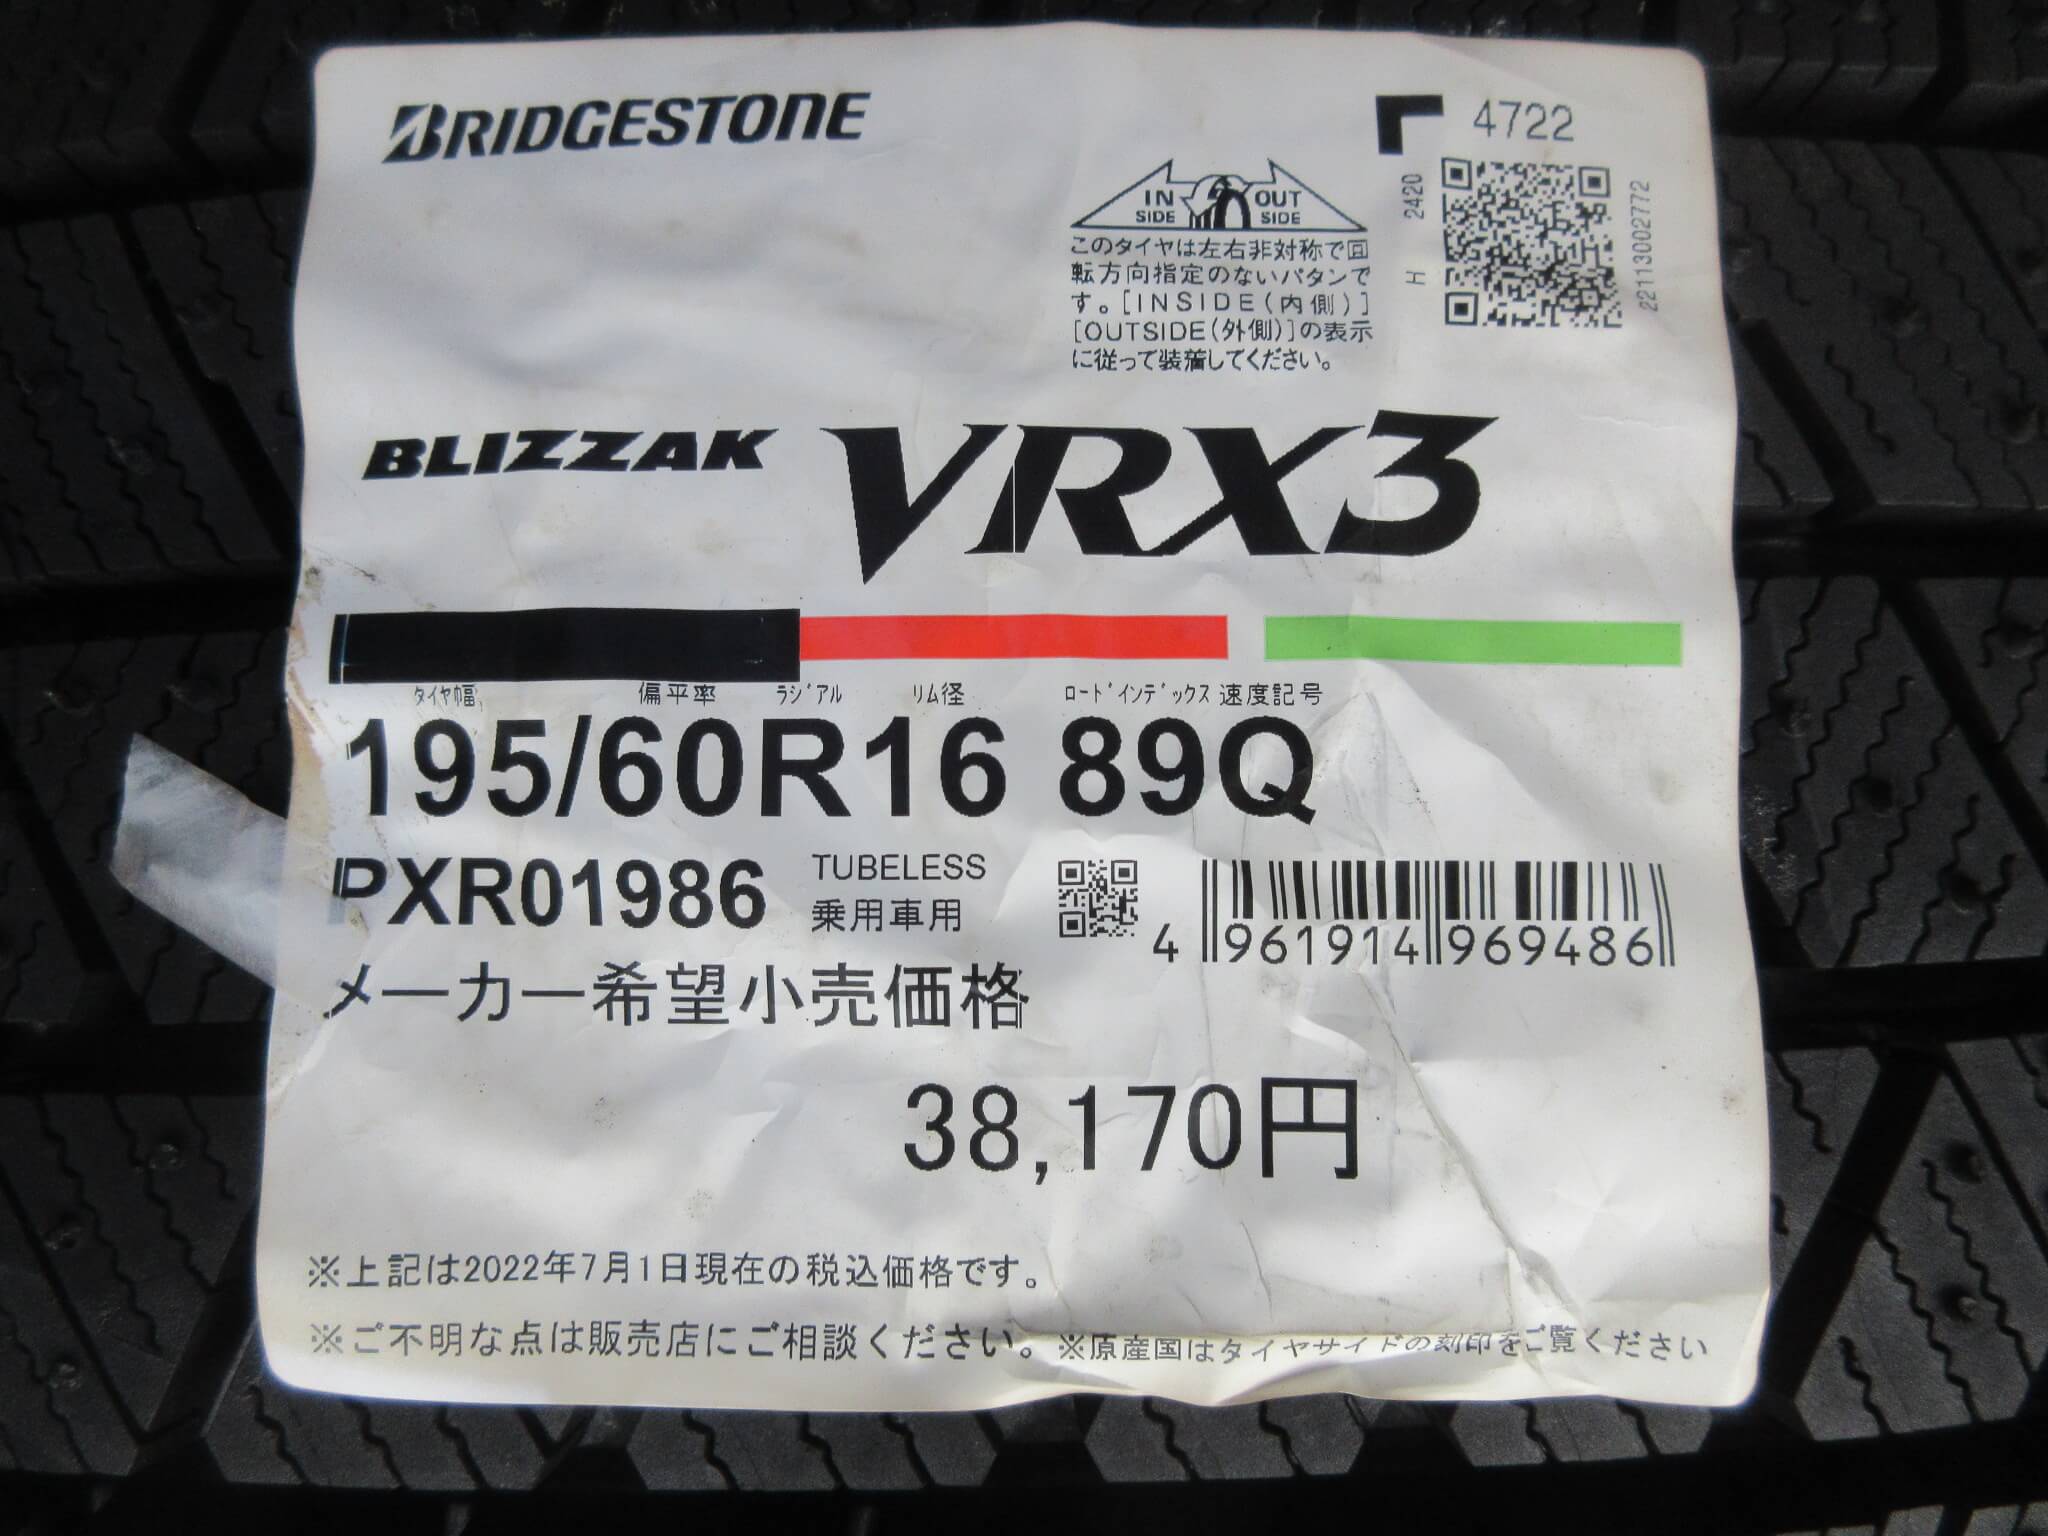 BRIDGESTONE
4722
IN SIDE OUT SIDE
2420
H
22113002772
このタイヤは左右非対称で回
転方向指定のないパタンで
す。[INSIDE(内側)]
[OUTSIDE(外側)]の表示
に従って装着してください。
BLIZZAK VRX3
タイヤ幅 偏平率 ラジアル リム径 ロードインデックス 速度記号
195/60R16 89Q
PXR01986 TUBELESS
乗用車用
4 961914 969486
メーカー希望小売価格
38,170円
※上記は2022年7月1日現在の税込価格です。
※ご不明な点は販売店にご相談ください。※原産国はタイヤサイドの刻印をご覧ください